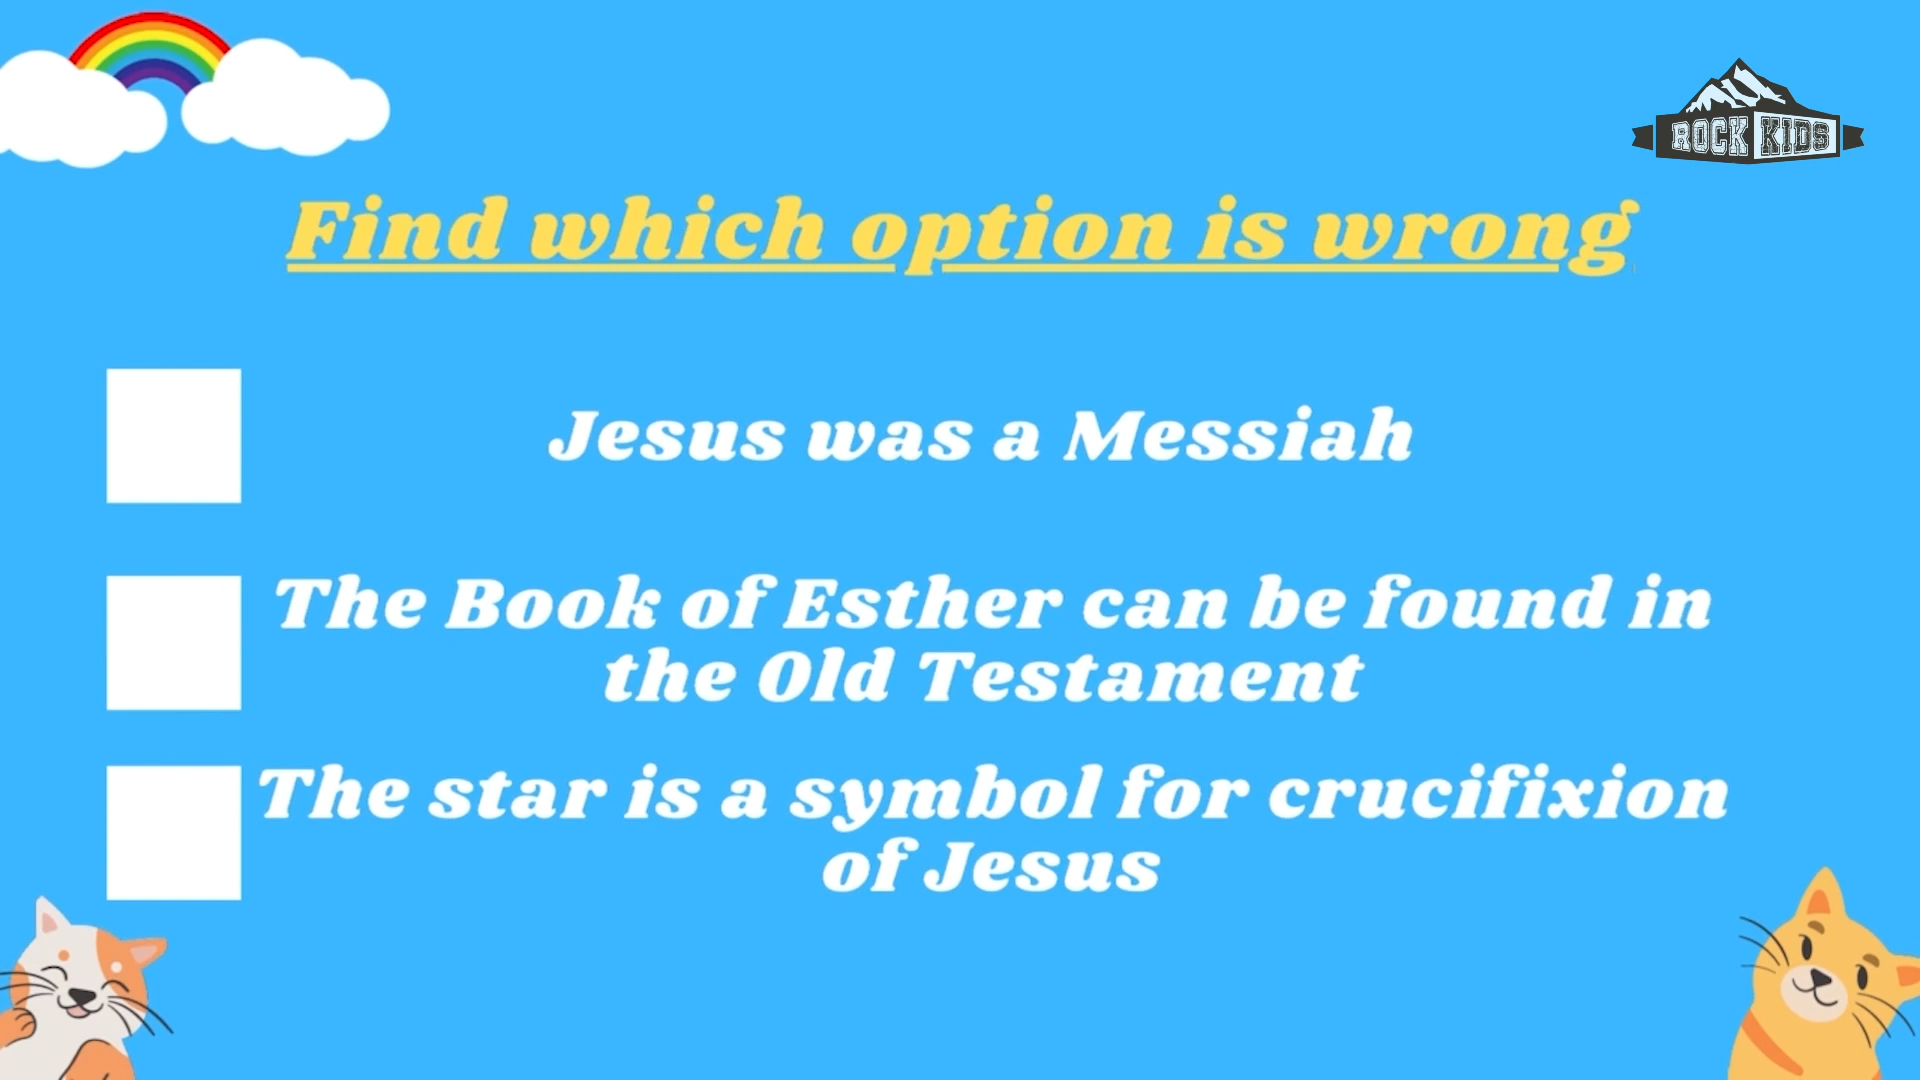 ROCK KIDS
Find which option is wrong
Jesus was a Messiah
The Book of Esther can be found in
the Old Testament
The star is a symbol for crucifixion
of Jesus